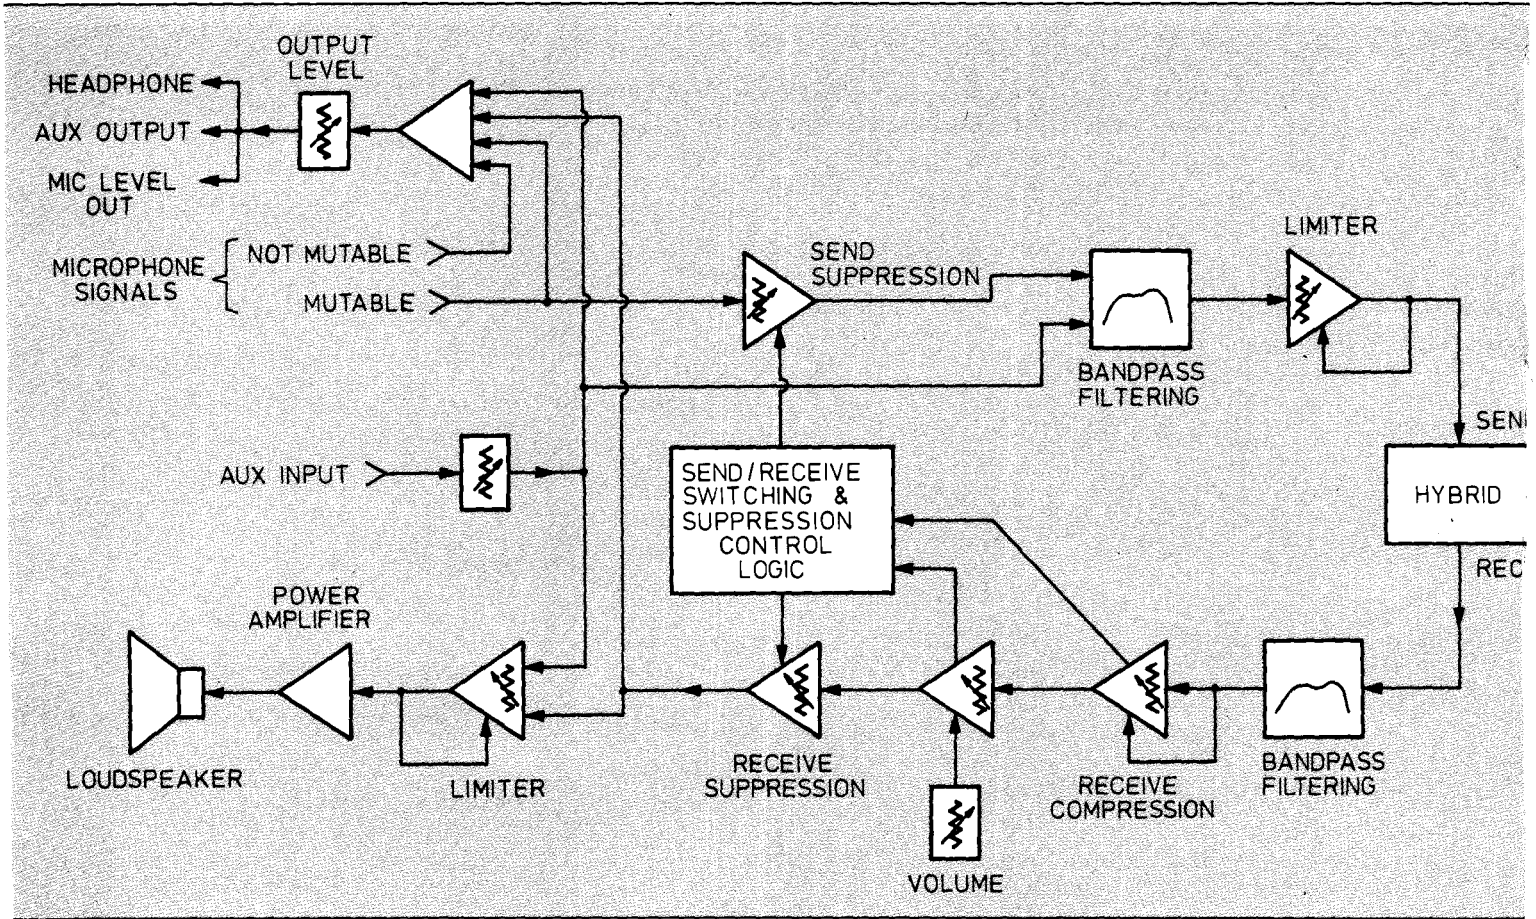 OUTPUT
LEVEL
HEADPHONE
AUX OUTPUT
MIC LEVEL
OUT
MICROPHONE
SIGNALS
NOT MUTABLE
MUTABLE
SEND
SUPPRESSION
LIMITER
BANDPASS
FILTERING
AUX INPUT
SEND/RECEIVE
SWITCHING &
SUPPRESSION
CONTROL
LOGIC
HYBRID
REC
POWER
AMPLIFIER
LOUDSPEAKER
LIMITER
RECEIVE
SUPPRESSION
VOLUME
RECEIVE
COMPRESSION
BANDPASS
FILTERING